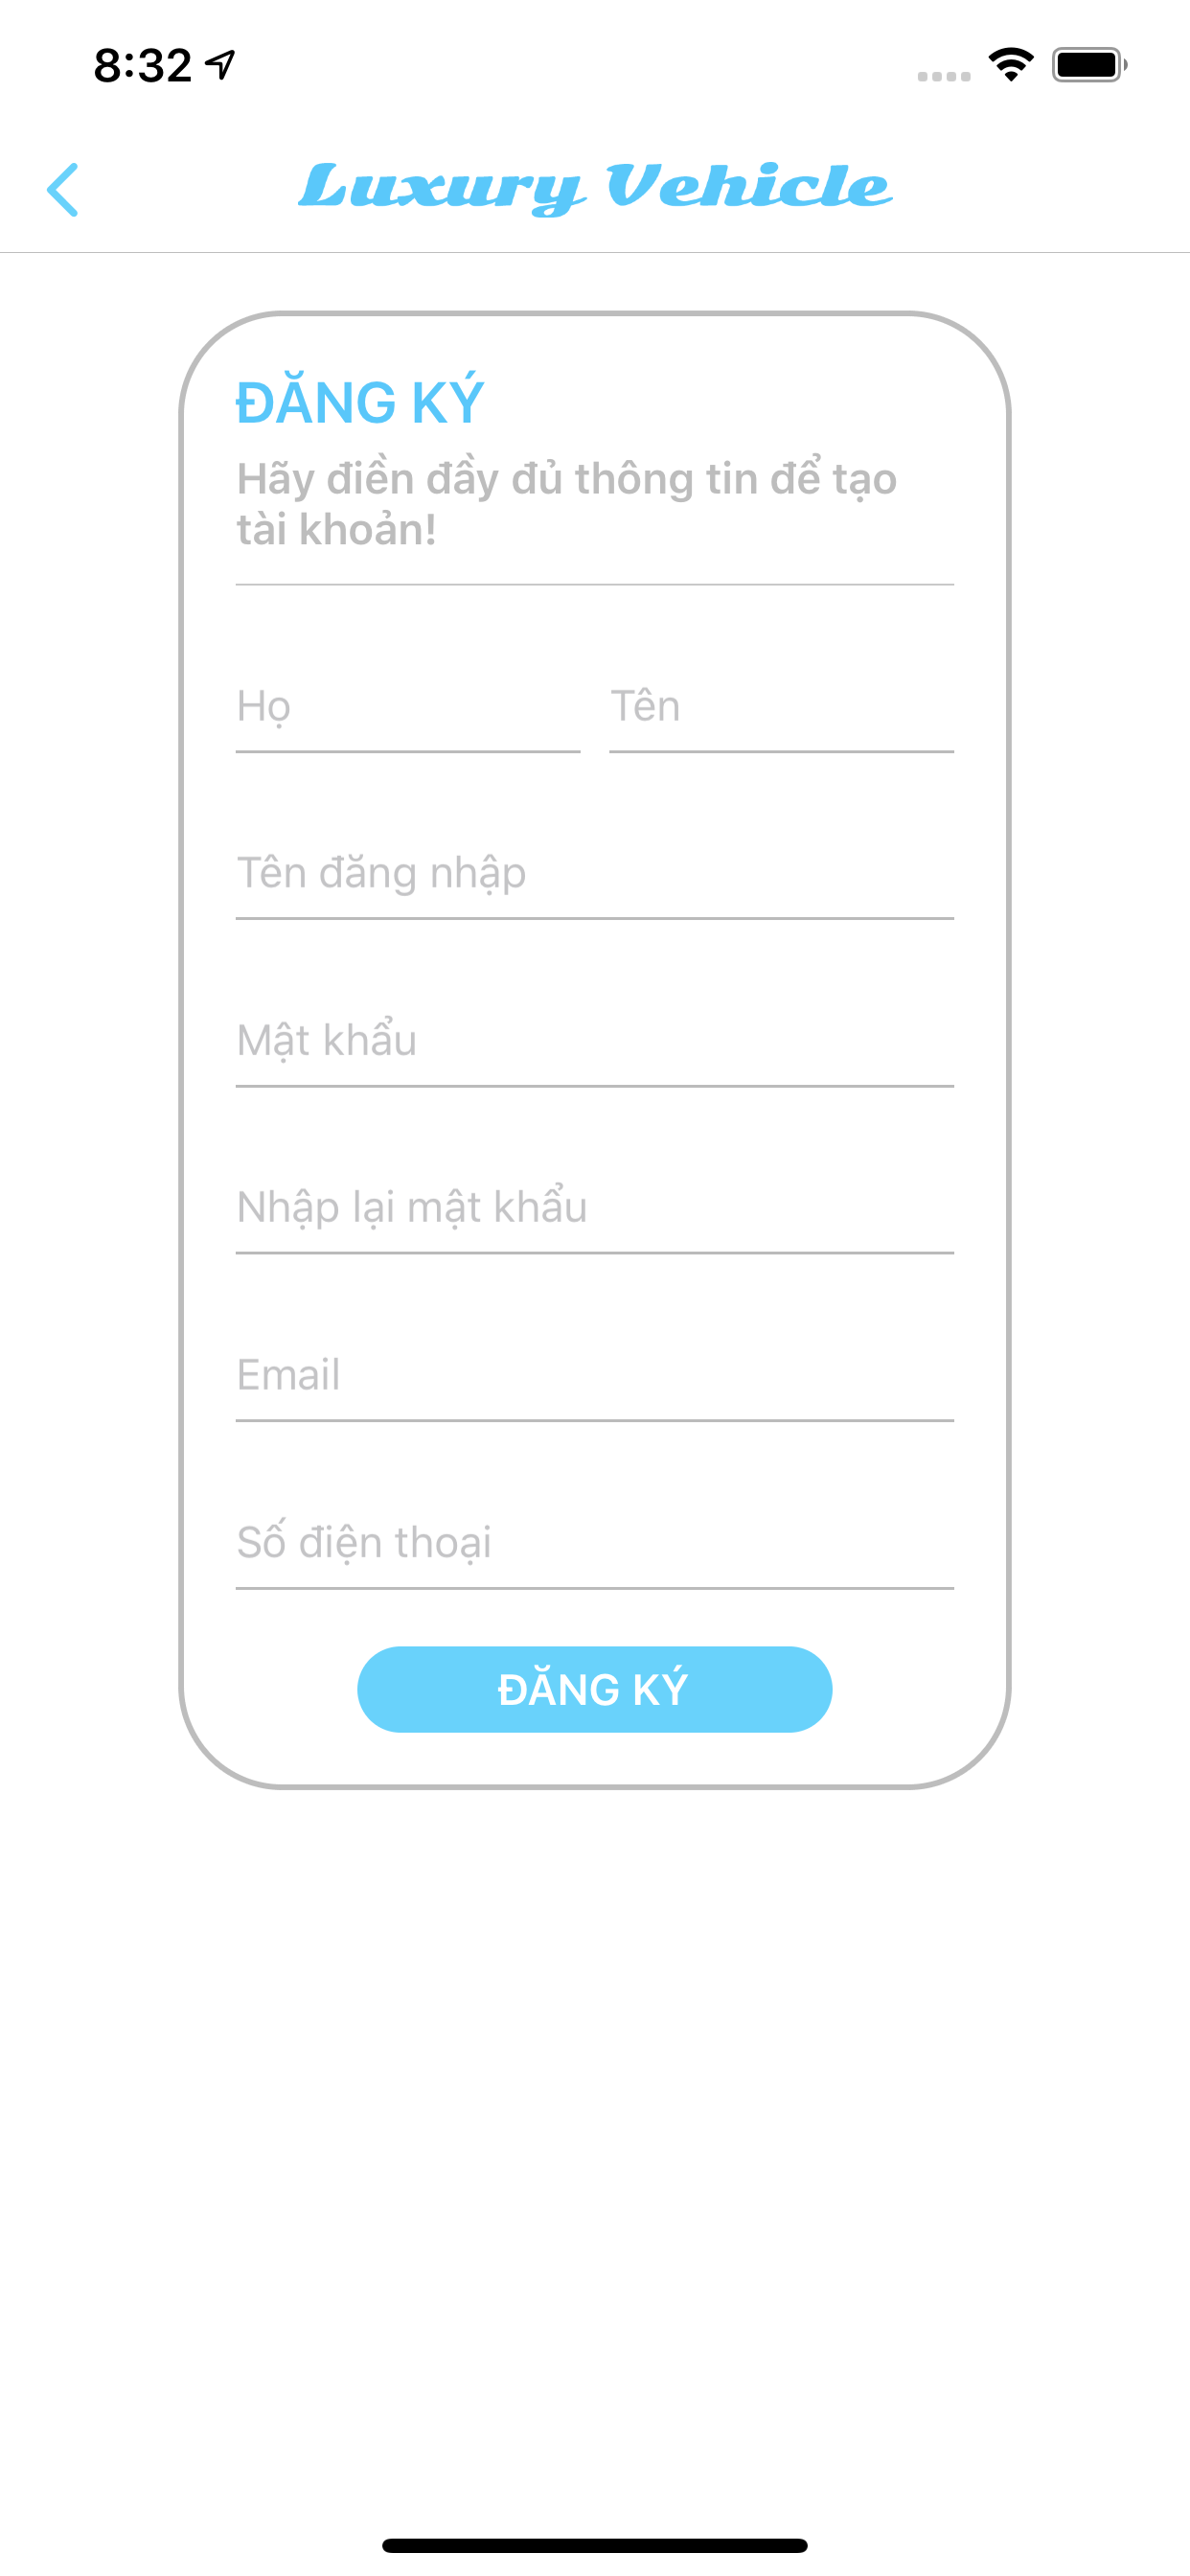 8:32
Luxury Vehicle
ĐĂNG KÝ
Hãy điền đầy đủ thông tin để tạo
tài khoản!
Họ Tên
Tên đăng nhập
Mật khẩu
Nhập lại mật khẩu
Email
Số điện thoại
ĐĂNG KÝ